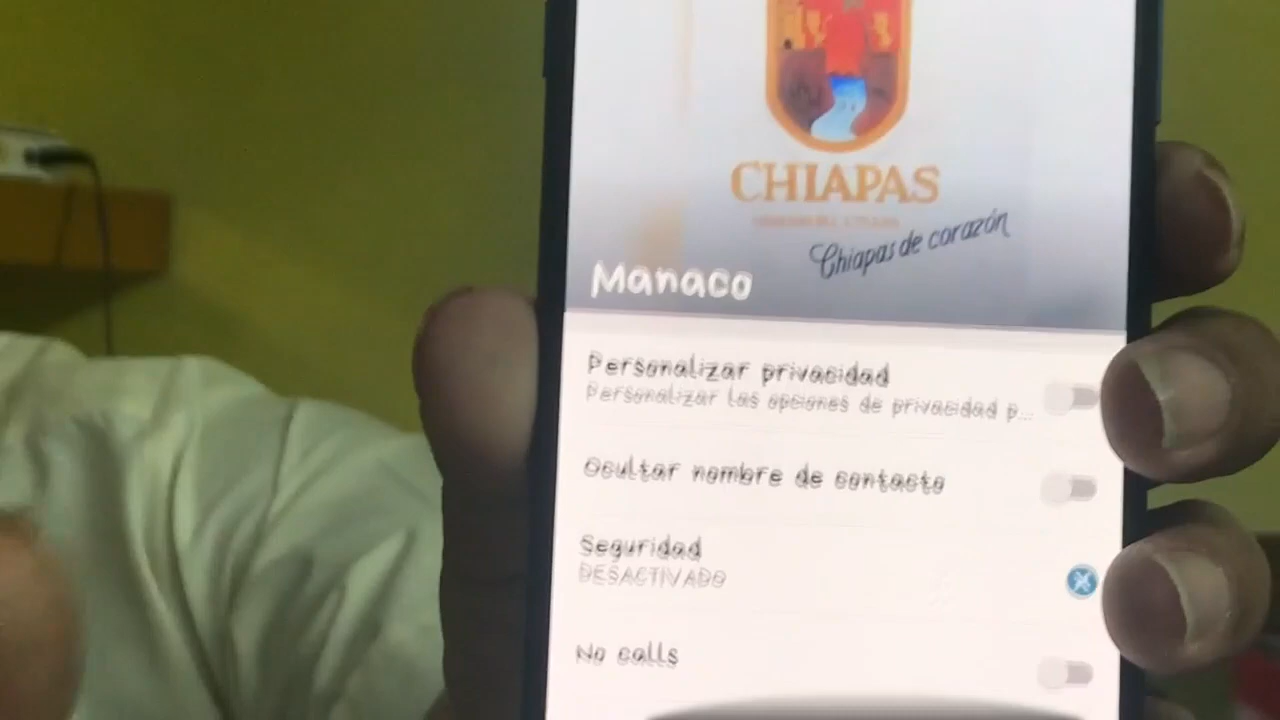 CHIAPAS
Chiapas de corazón
Manaco
Personalizar privacidad
Personalizar las opciones de privacidad p...
Ocultar nombre de contacto
Seguridad
DESACTIVADO
No calls